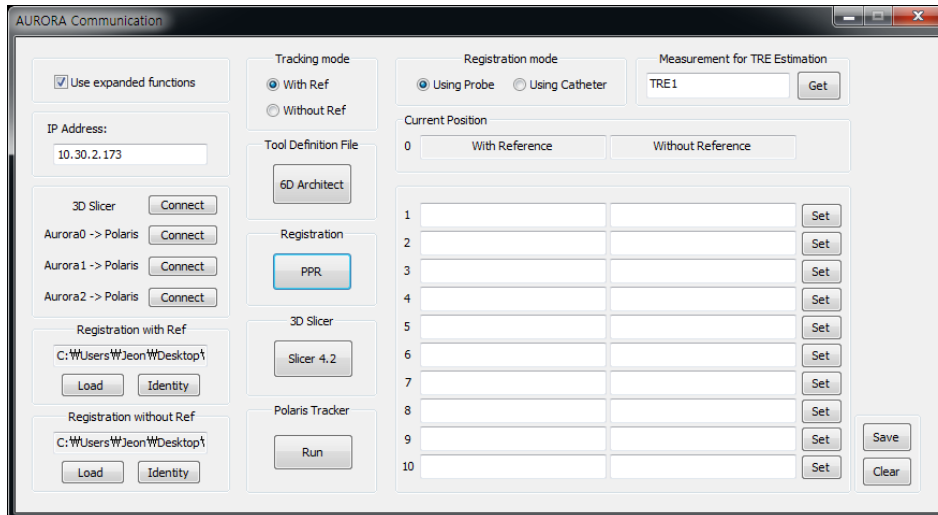 AURORA Communication
Use expanded functions
IP Address:
10.30.2.173
3D Slicer Connect
Aurora0 -> Polaris Connect
Aurora1 -> Polaris Connect
Aurora2 -> Polaris Connect
Registration with Ref
C:₩Users₩Jeon₩Desktop₩
Load Identity
Registration without Ref
C:₩Users₩Jeon₩Desktop₩
Load Identity
Tracking mode
With Ref
Without Ref
Tool Definition File
6D Architect
Registration
PPR
3D Slicer
Slicer 4.2
Polaris Tracker
Run
Registration mode
Using Probe Using Catheter
Measurement for TRE Estimation
TRE1 Get
Current Position
0 With Reference Without Reference
1 Set
2 Set
3 Set
4 Set
5 Set
6 Set
7 Set
8 Set
9 Set
10 Set
Save
Clear